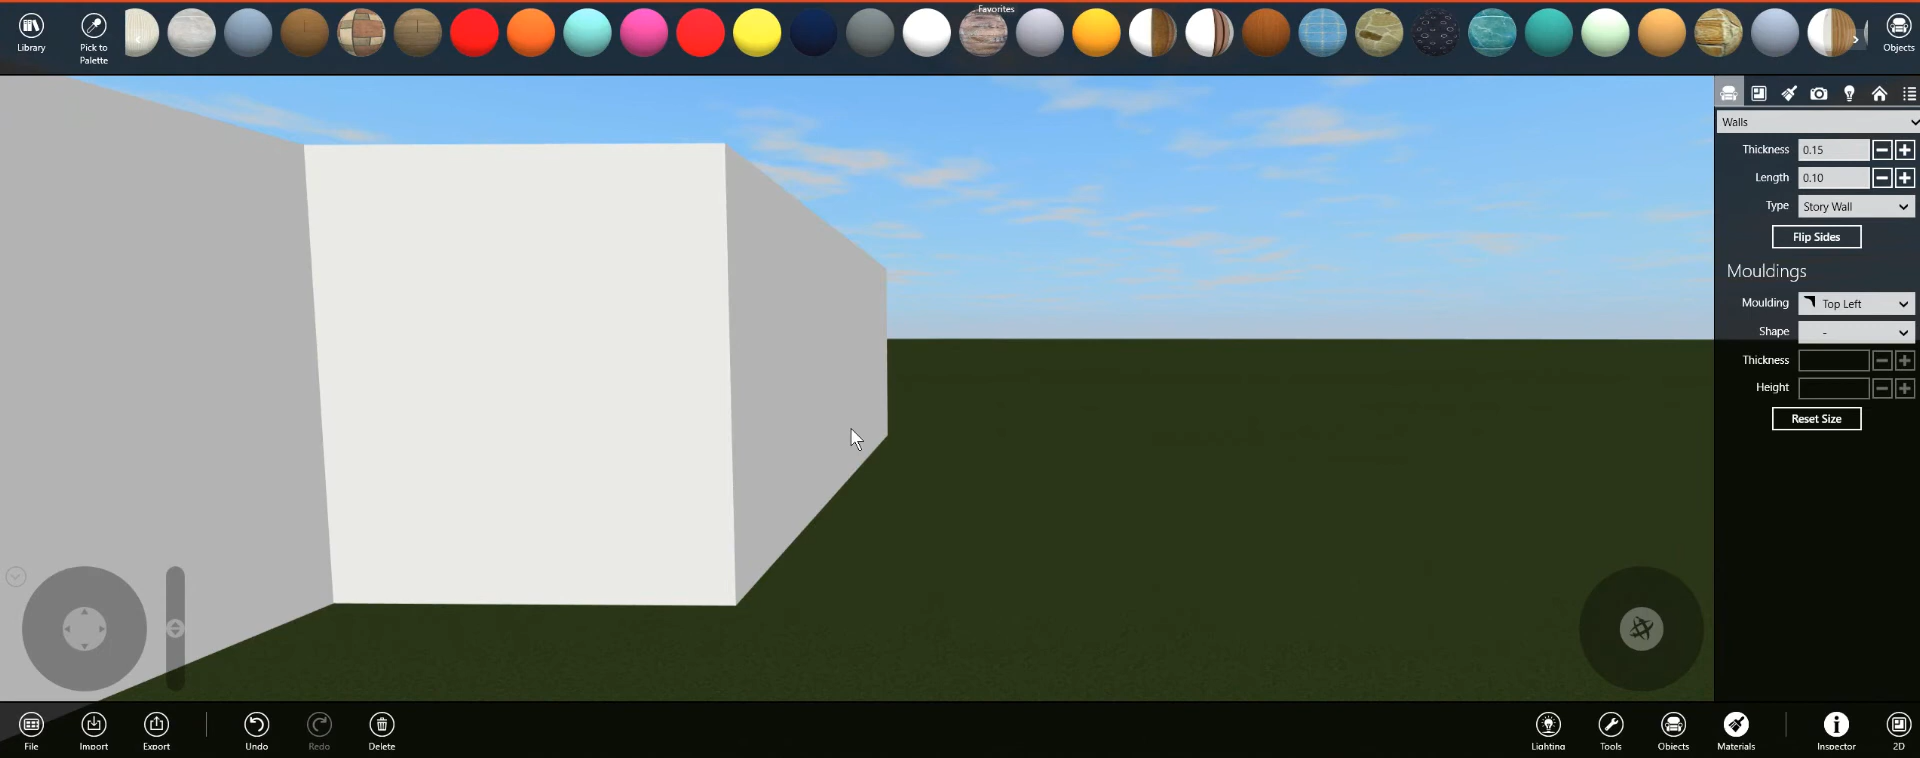 Favorites
Library
Pick to
Palette
Objects
Walls
Thickness 0.15
Length 0.10
Type Story Wall
Flip Sides
Mouldings
Moulding Top Left
Shape -
Thickness
Height
Reset Size
File
Import
Export
Undo
Redo
Delete
Lighting
Tools
Objects
Materials
Inspector
2D